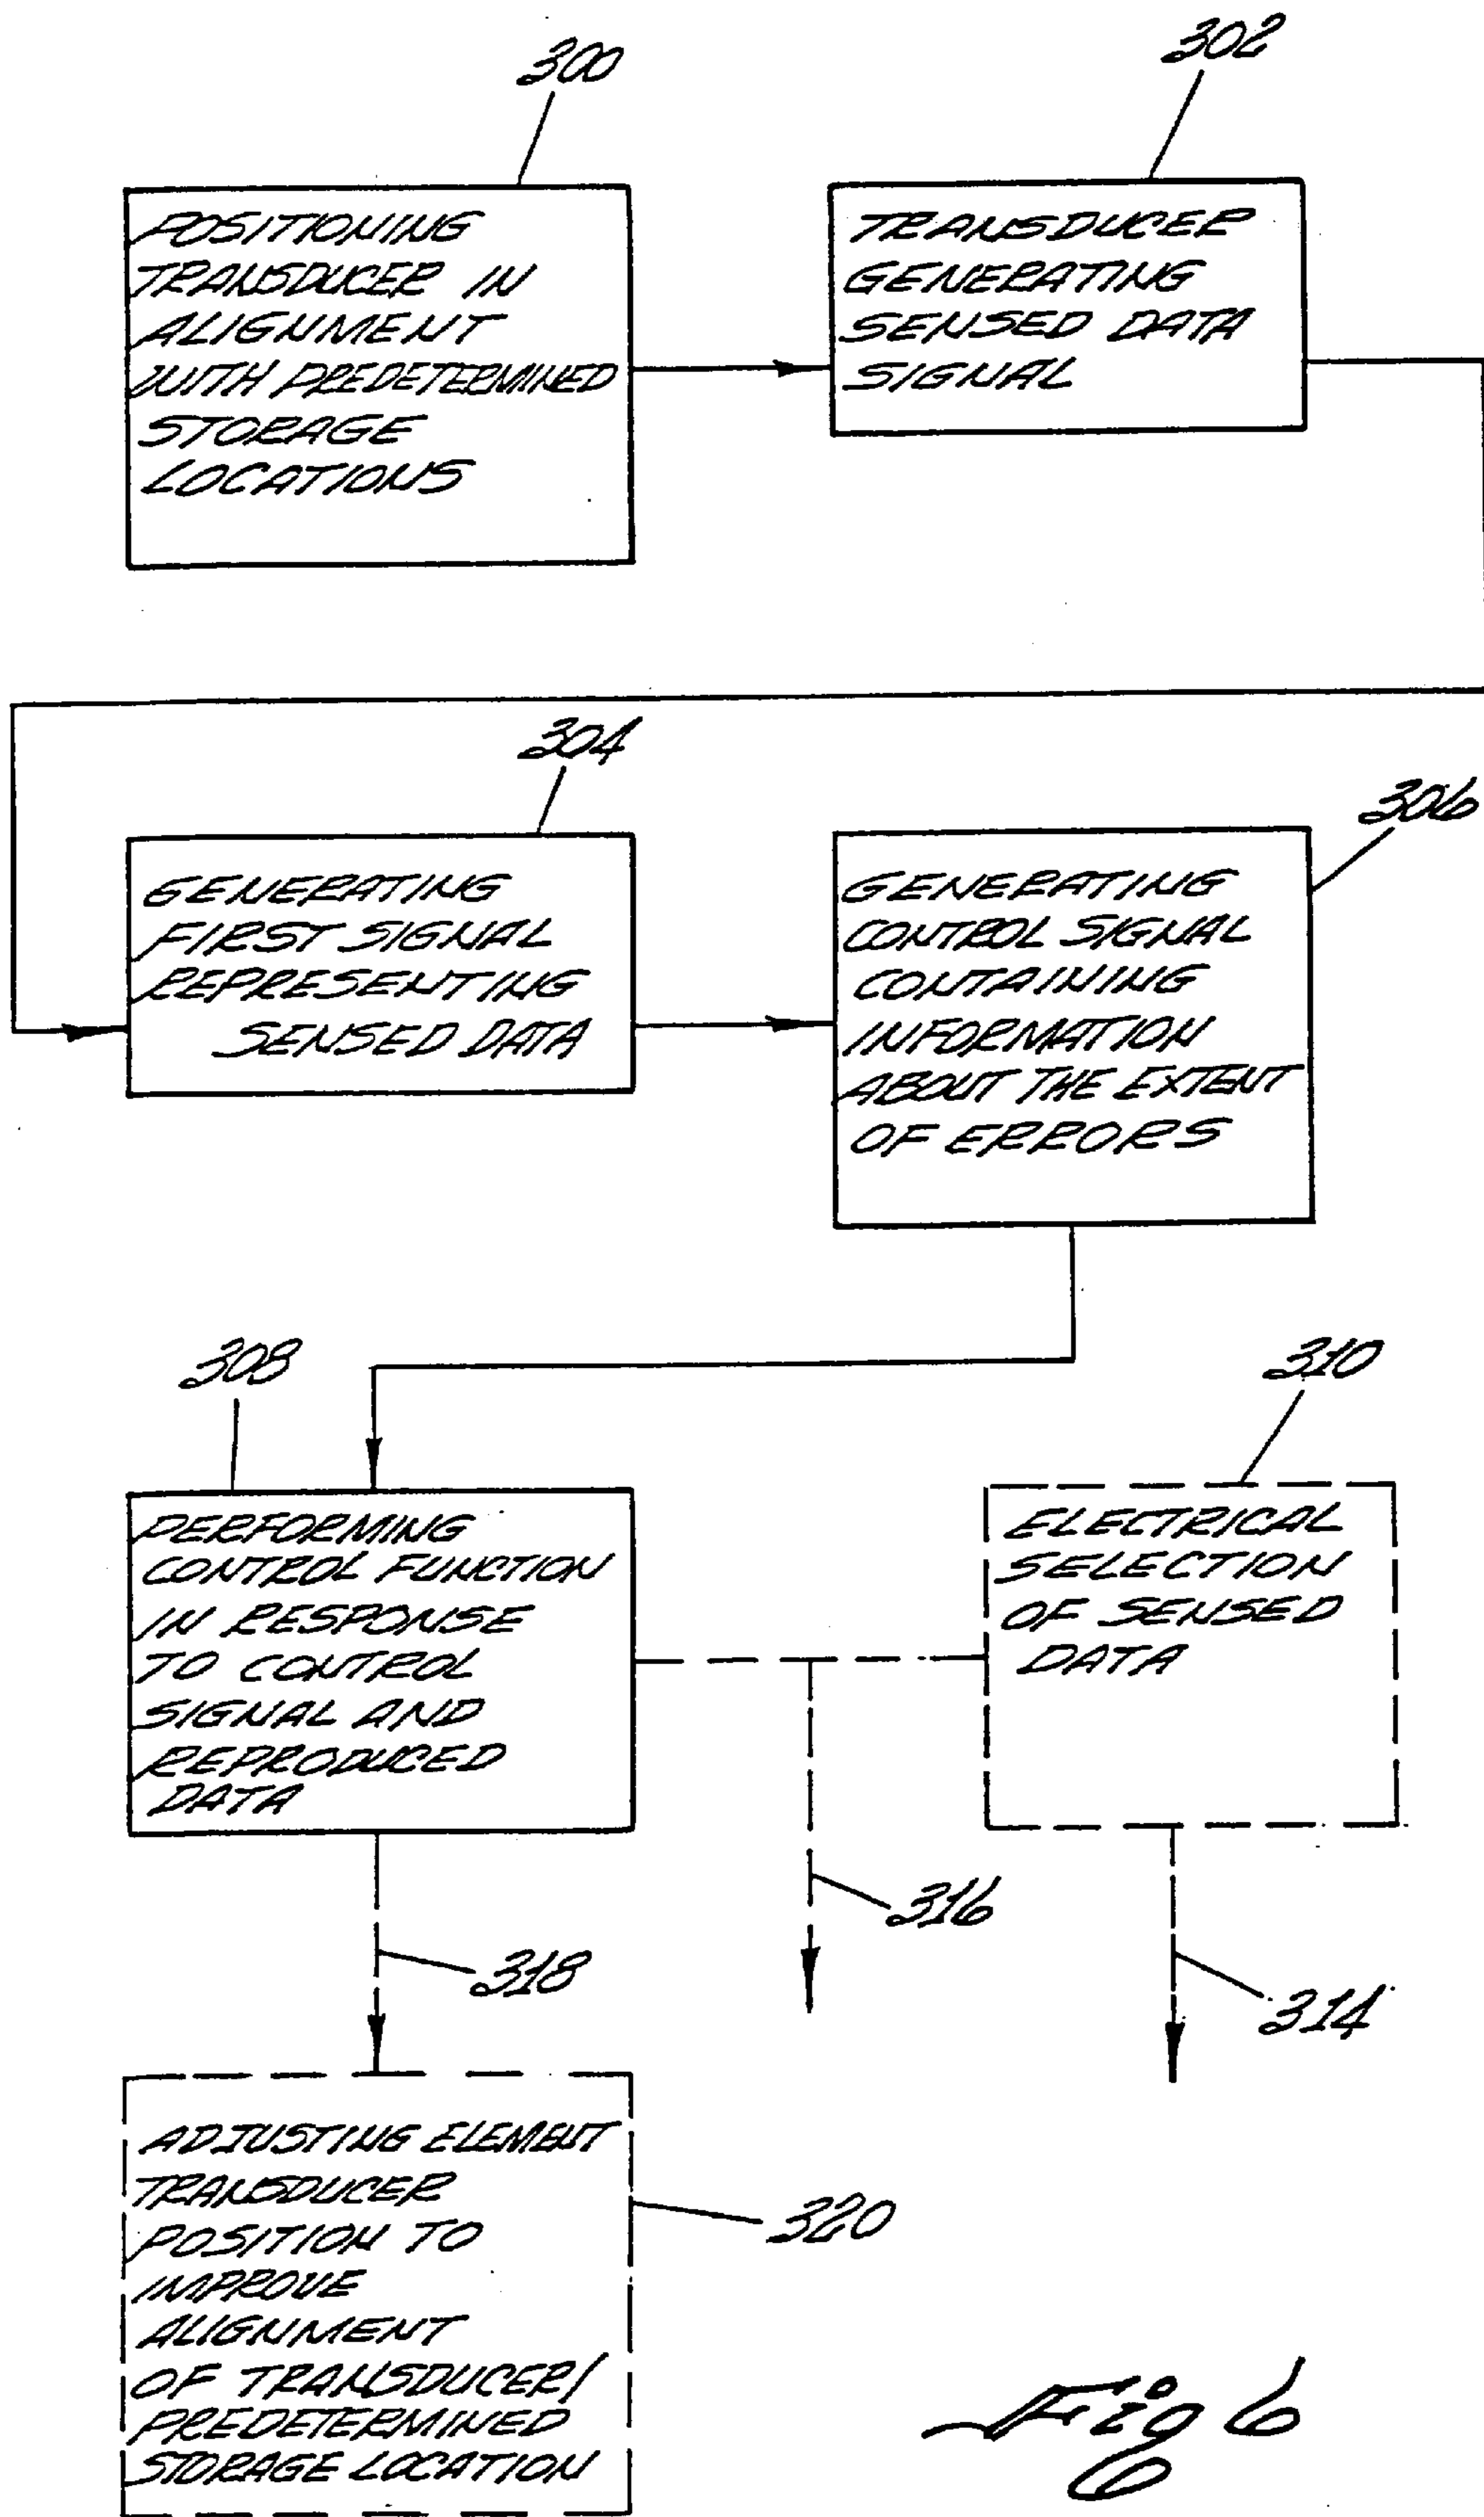 300
302
POSITIONING
TRANSDUCER IN
ALIGNMENT
WITH PREDETERMINED
STORAGE
LOCATIONS
TRANSDUCER
GENERATING
SENSED DATA
SIGNAL
304
306
GENERATING
FIRST SIGNAL
REPRESENTING
SENSED DATA
GENERATING
CONTROL SIGNAL
CONTAINING
INFORMATION
ABOUT THE EXTENT
OF ERRORS
308
310
PERFORMING
CONTROL FUNCTION
IN RESPONSE
TO CONTROL
SIGNAL AND
REPRODUCED
DATA
ELECTRICAL
SELECTION
OF SENSED
DATA
316
318
314
ADJUSTING ELEMENT
TRANSDUCER
POSITION TO
IMPROVE
ALIGNMENT
OF TRANSDUCER/
PREDETERMINED
STORAGE LOCATION
320
Fig 6